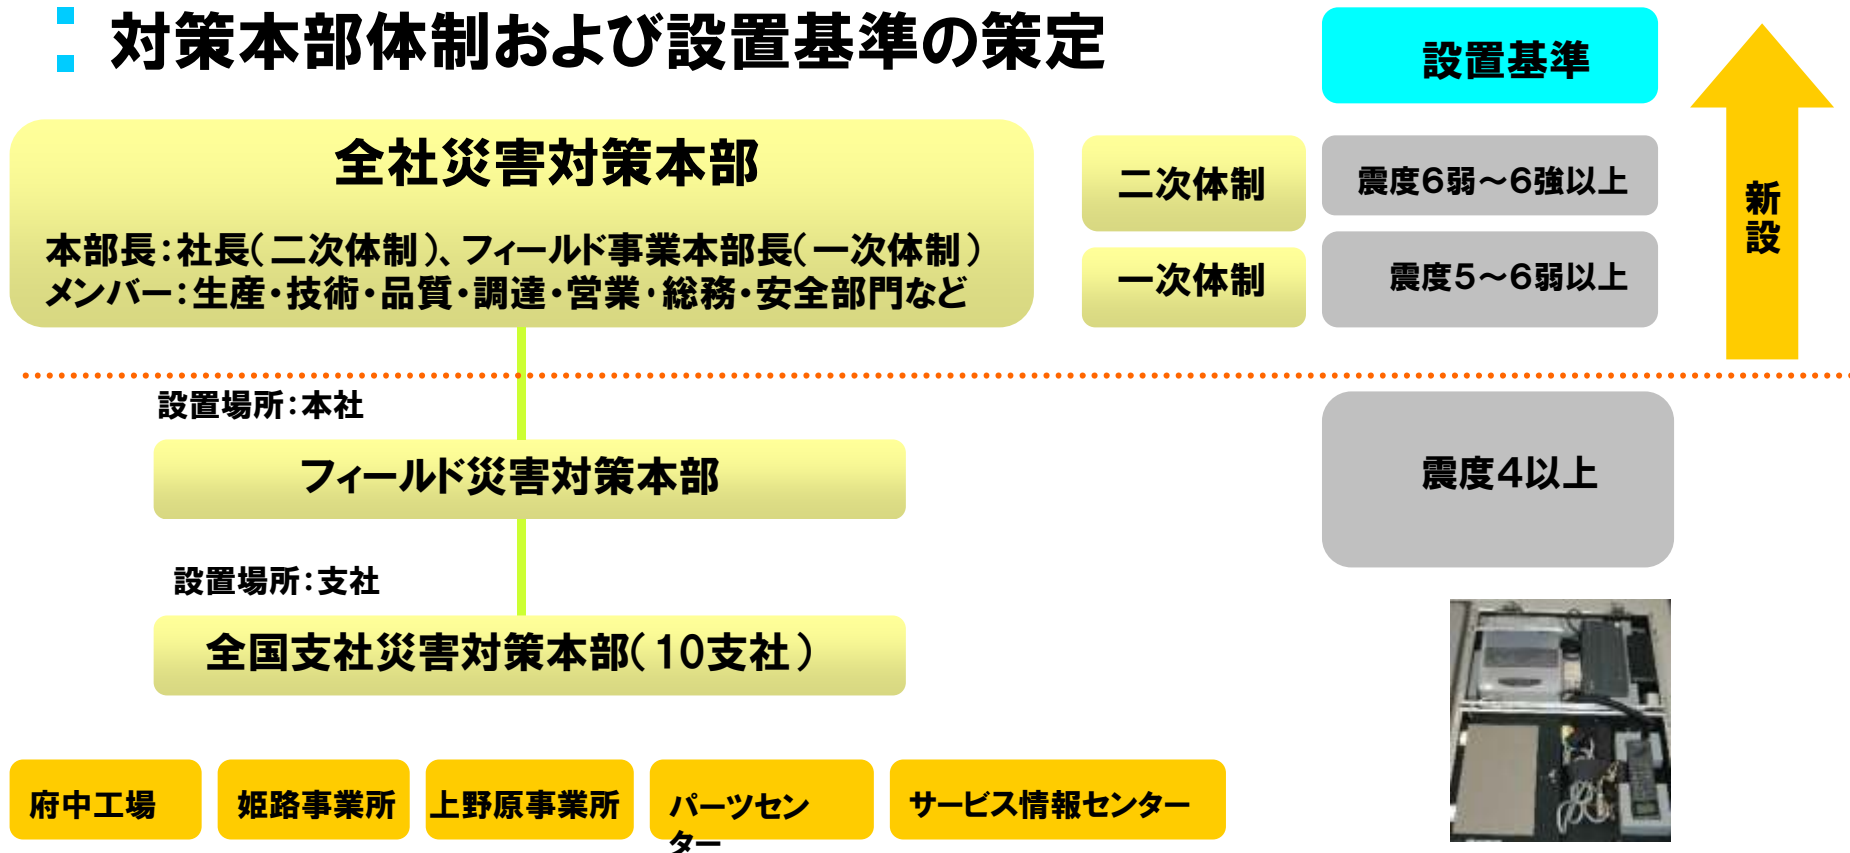 対策本部体制および設置基準の策定
設置基準
全社災害対策本部
本部長：社長（二次体制）、フィールド事業本部長（一次体制）
メンバー：生産・技術・品質・調達・営業・総務・安全部門など
二次体制
震度６弱～６強以上
一次体制
震度５～６弱以上
新設
設置場所：本社
フィールド災害対策本部
震度４以上
設置場所：支社
全国支社災害対策本部（10支社）
府中工場
姫路事業所
上野原事業所
パーツセン
ター
サービス情報センター